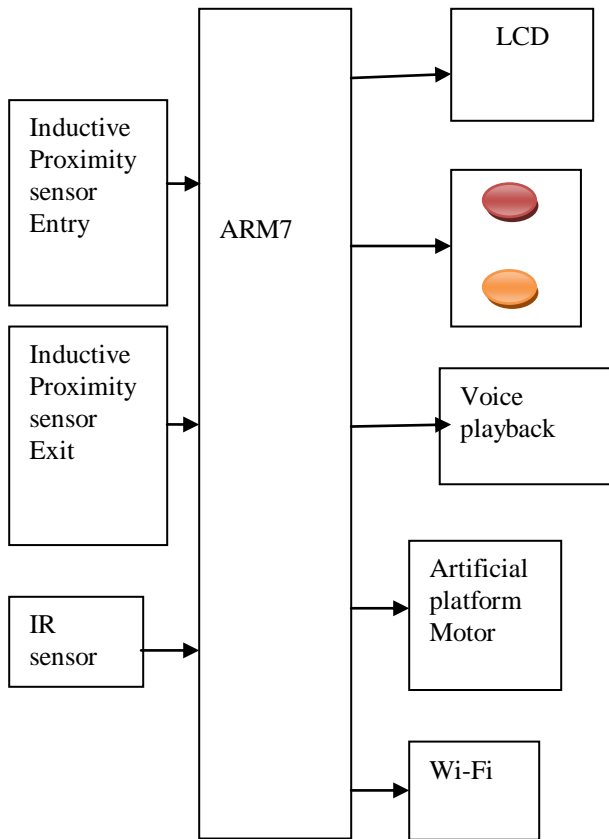 LCD
Inductive
Proximity
sensor
Entry
ARM7
Inductive
Proximity
sensor
Exit
Voice
playback
Artificial
platform
Motor
IR
sensor
Wi-Fi